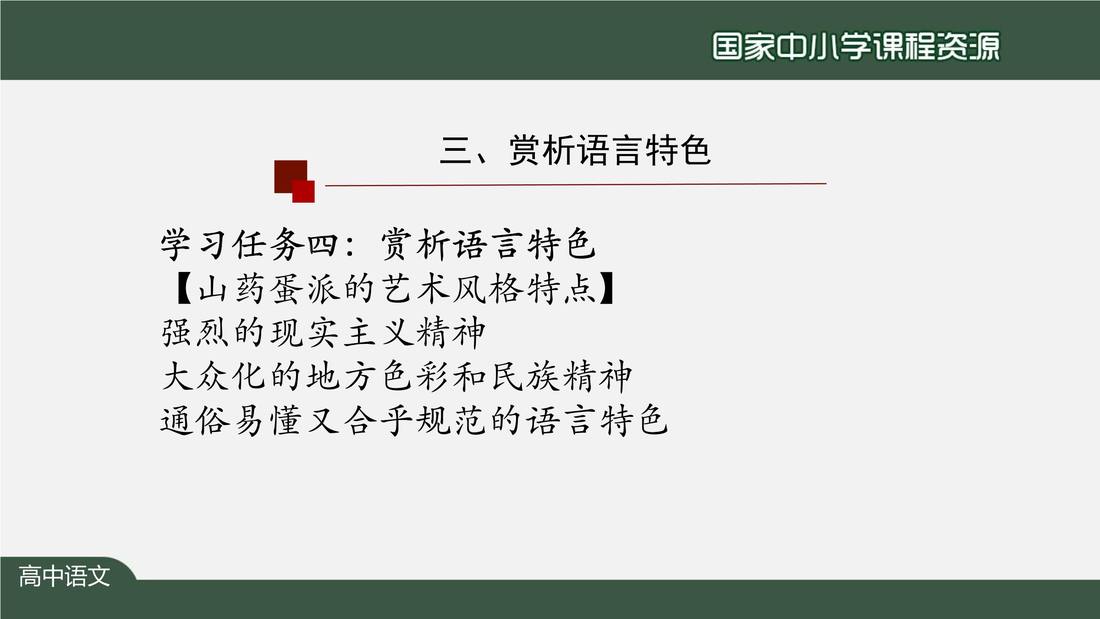 国家中小学课程资源
三、赏析语言特色
学习任务四：赏析语言特色
【山药蛋派的艺术风格特点】
强烈的现实主义精神
大众化的地方色彩和民族精神
通俗易懂又合乎规范的语言特色
高中语文